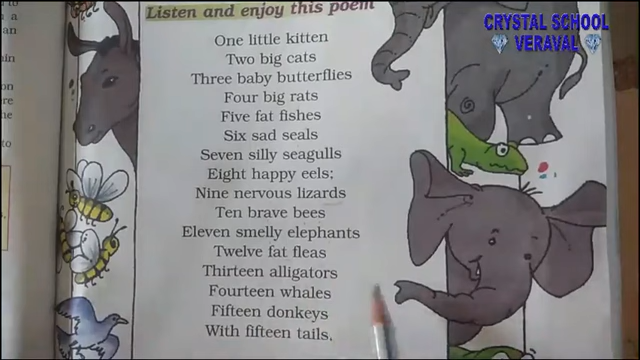 Listen and enjoy this poem
CRYSTAL SCHOOL
VERAVAL
One little kitten
Two big cats
Three baby butterflies
Four big rats
Five fat fishes
Six sad seals
Seven silly seagulls
Eight happy eels;
Nine nervous lizards
Ten brave bees
Eleven smelly elephants
Twelve fat fleas
Thirteen alligators
Fourteen whales
Fifteen donkeys
With fifteen tails,